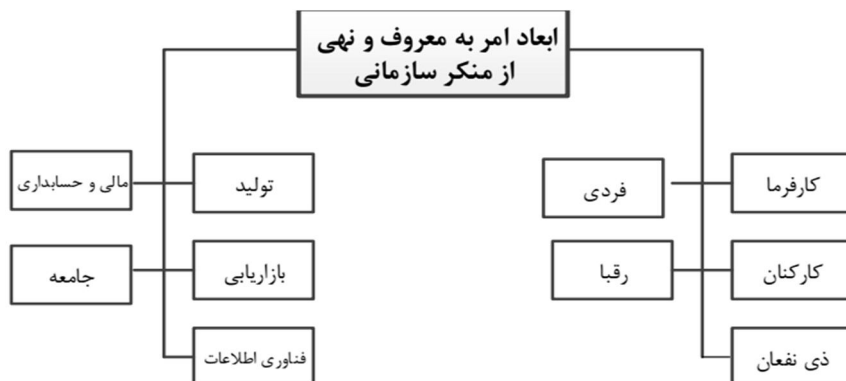 ابعاد امر به معروف و نهی
از منکر سازمانی
کارفرما
فردی
تولید
مالی و حسابداری
کارکنان
رقبا
بازاریابی
جامعه
ذی نفعان
فناوری اطلاعات